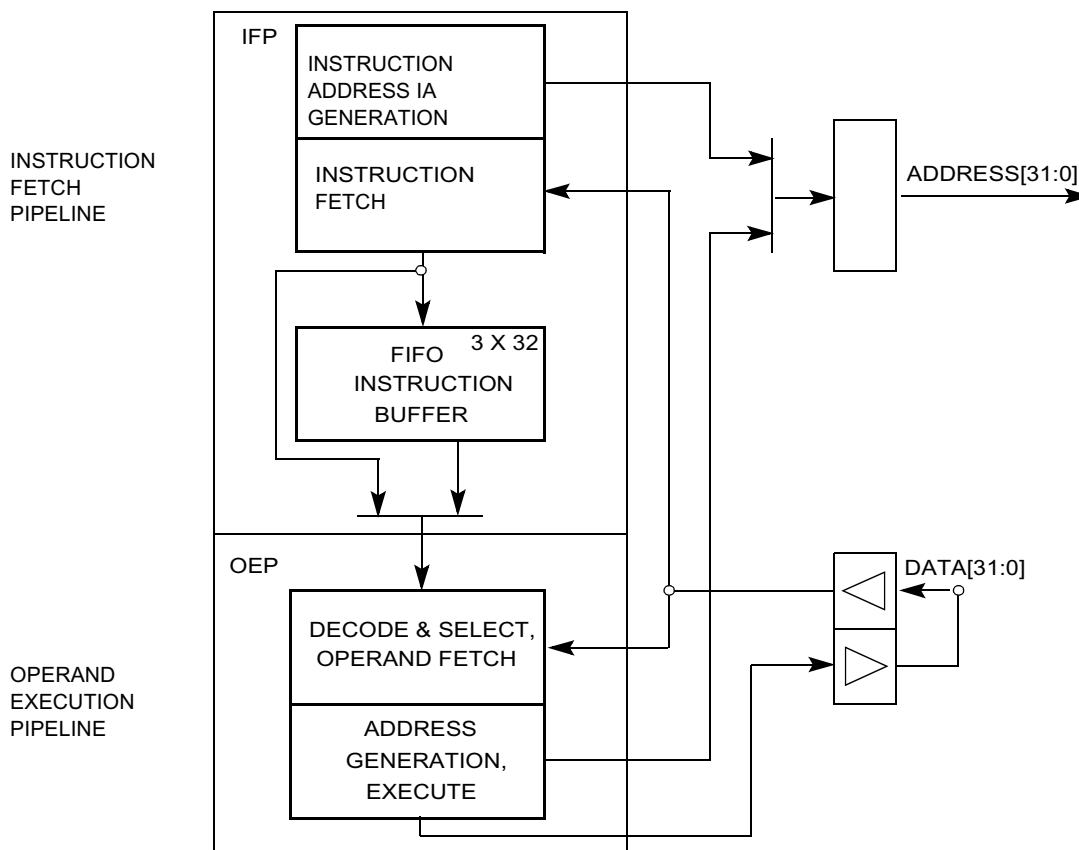 IFP
INSTRUCTION
ADDRESS IA
GENERATION
INSTRUCTION
FETCH
PIPELINE
INSTRUCTION
FETCH
ADDRESS[31:0]
3 X 32
FIFO
INSTRUCTION
BUFFER
OEP
DATA[31:0]
DECODE & SELECT,
OPERAND FETCH
OPERAND
EXECUTION
PIPELINE
ADDRESS
GENERATION,
EXECUTE